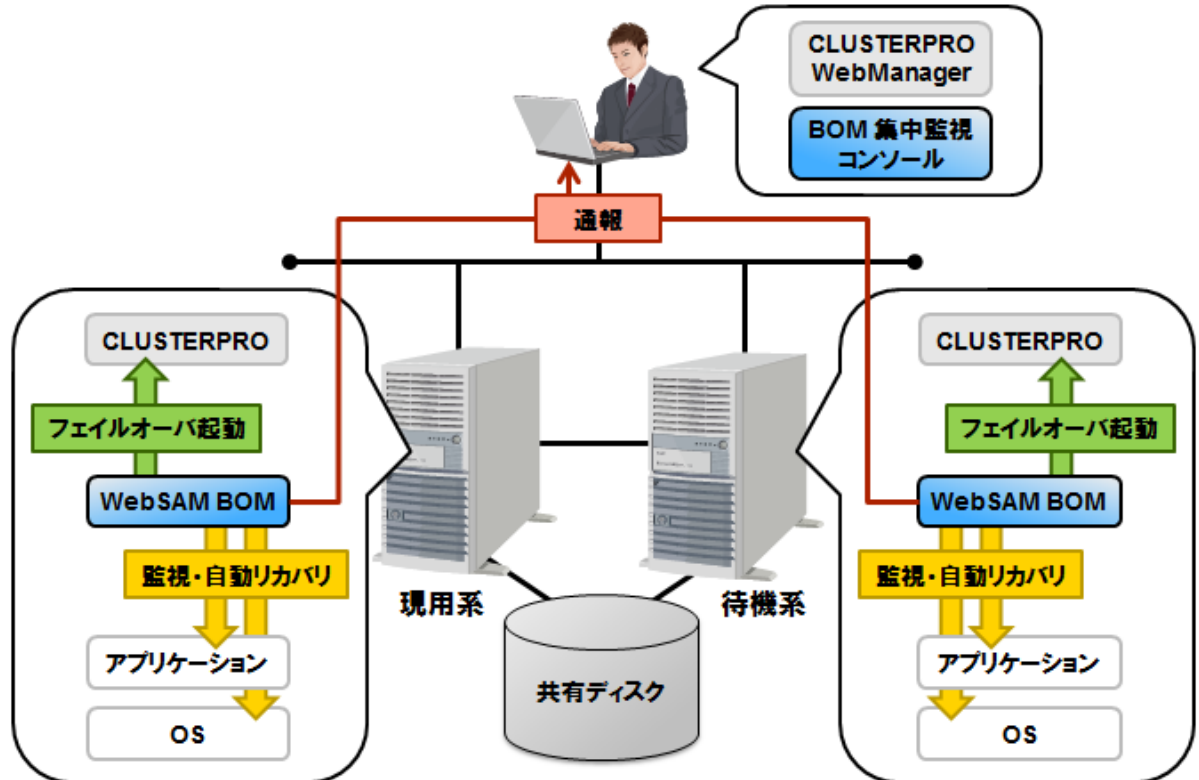 CLUSTERPRO
WebManager
BOM 集中監視
コンソール
通報
CLUSTERPRO
フェイルオーバ起動
WebSAM BOM
監視・自動リカバリ
アプリケーション
OS
現用系
待機系
共有ディスク
CLUSTERPRO
フェイルオーバ起動
WebSAM BOM
監視・自動リカバリ
アプリケーション
OS